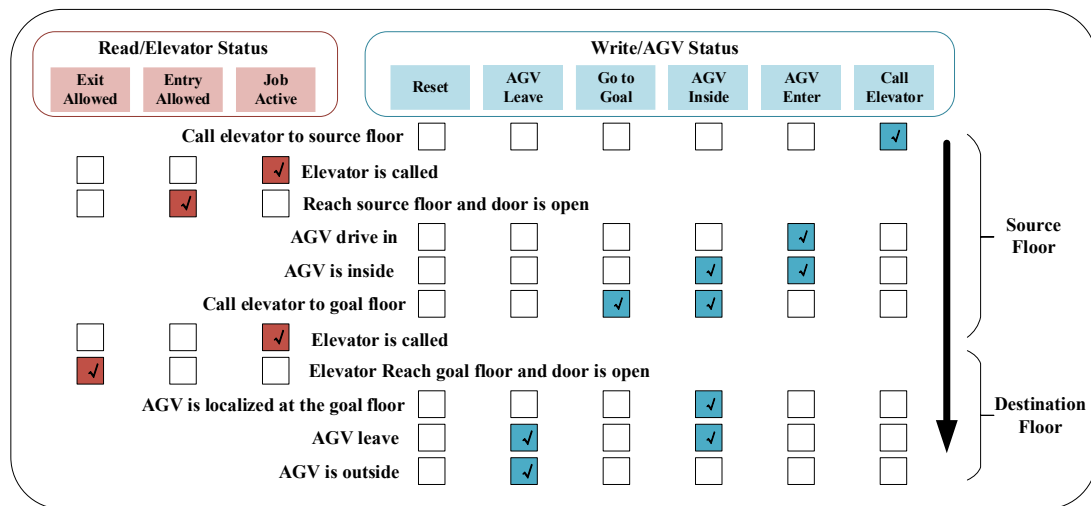 Read/Elevator Status
Write/AGV Status
Exit
Allowed
Entry
Allowed
Job
Active
Reset
AGV
Leave
Go to
Goal
AGV
Inside
AGV
Enter
Call
Elevator
Call elevator to source floor
Elevator is called
Reach source floor and door is open
AGV drive in
AGV is inside
Call elevator to goal floor
Source
Floor
Elevator is called
Elevator Reach goal floor and door is open
AGV is localized at the goal floor
AGV leave
AGV is outside
Destination
Floor